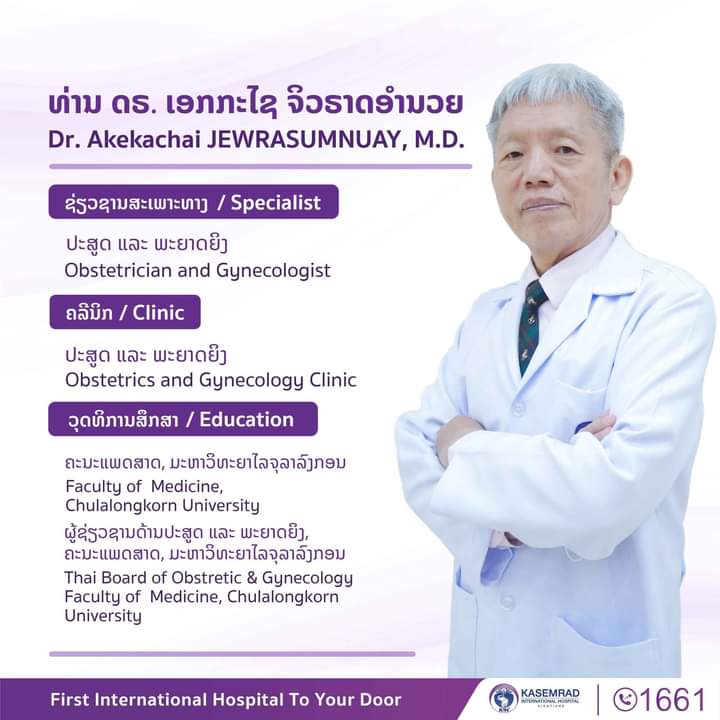 ທ່ານ ດຣ. ເອກກະໄຊ ຈິວຣາດອຳນວຍ
Dr. Akekachai JEWRASUMNUAY, M.D.
ຊ່ຽວຊານສະເພາະທາງ / Specialist
ປະສູດ ແລະ ພະຍາດຍິງ
Obstetrician and Gynecologist
ຄລີນິກ / Clinic
ປະສູດ ແລະ ພະຍາດຍິງ
Obstetrics and Gynecology Clinic
ວຸດທິການສຶກສາ / Education
ຄະນະແພດສາດ, ມະຫາວິທະຍາໄລຈຸລາລົງກອນ
Faculty of Medicine,
Chulalongkorn University
ຜູ້ຊ່ຽວຊານດ້ານປະສູດ ແລະ ພະຍາດຍິງ,
ຄະນະແພດສາດ, ມະຫາວິທະຍາໄລຈຸລາລົງກອນ
Thai Board of Obstretic & Gynecology
Faculty of Medicine, Chulalongkorn
University
First International Hospital To Your Door
KIH
KASEMRAD
INTERNATIONAL HOSPITAL
VIENTIANE
1661